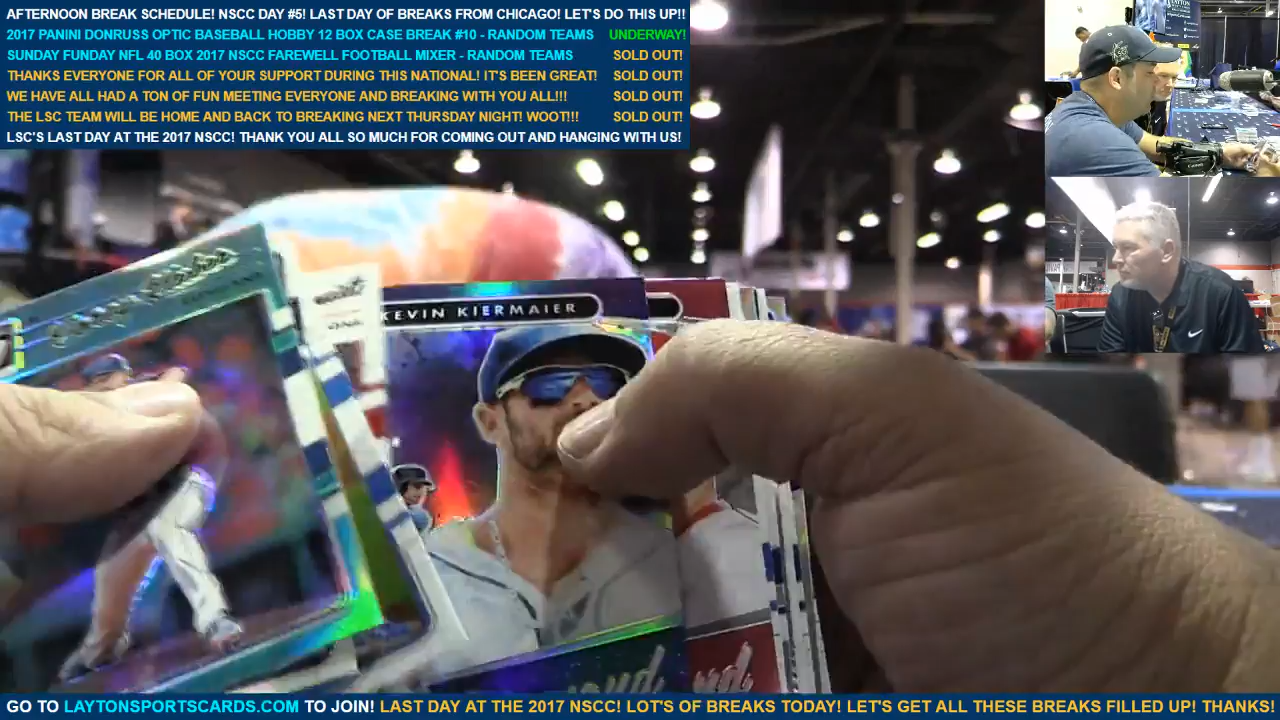 AFTERNOON BREAK SCHEDULE! NSCC DAY #5! LAST DAY OF BREAKS FROM CHICAGO! LET'S DO THIS UP!!
2017 PANINI DONRUSS OPTIC BASEBALL HOBBY 12 BOX CASE BREAK #10 - RANDOM TEAMS UNDERWAY!
SUNDAY FUNDAY NFL 40 BOX 2017 NSCC FAREWELL FOOTBALL MIXER - RANDOM TEAMS SOLD OUT!
THANKS EVERYONE FOR ALL OF YOUR SUPPORT DURING THIS NATIONAL! IT'S BEEN GREAT! SOLD OUT!
WE HAVE ALL HAD A TON OF FUN MEETING EVERYONE AND BREAKING WITH YOU ALL!!! SOLD OUT!
THE LSC TEAM WILL BE HOME AND BACK TO BREAKING NEXT THURSDAY NIGHT! WOOT!!! SOLD OUT!
LSC'S LAST DAY AT THE 2017 NSCC! THANK YOU ALL SO MUCH FOR COMING OUT AND HANGING WITH US!
KEVIN KIERMAIER
GO TO LAYTONSPORTSCARDS.COM TO JOIN! LAST DAY AT THE 2017 NSCC! LOT'S OF BREAKS TODAY! LET'S GET ALL THESE BREAKS FILLED UP! THANKS!